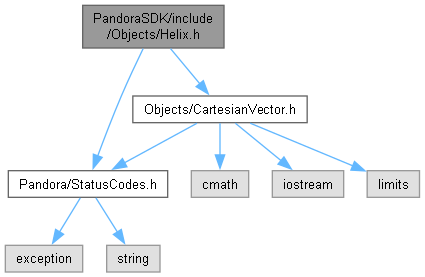 PandoraSDK/include
/Objects/Helix.h
Objects/CartesianVector.h
Pandora/StatusCodes.h
cmath
iostream
limits
exception
string